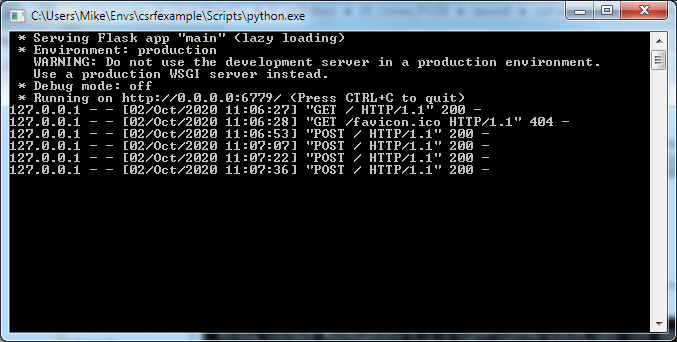 C:\Users\Mike\Envs\csrfexample\Scripts\python.exe
* Serving Flask app "main" (lazy loading)
* Environment: production
WARNING: Do not use the development server in a production environment.
Use a production WSGI server instead.
* Debug mode: off
* Running on http://0.0.0.0:6779/ (Press CTRL+C to quit)
127.0.0.1 - - [02/Oct/2020 11:06:27] "GET / HTTP/1.1" 200 -
127.0.0.1 - - [02/Oct/2020 11:06:28] "GET /favicon.ico HTTP/1.1" 404 -
127.0.0.1 - - [02/Oct/2020 11:06:53] "POST / HTTP/1.1" 200 -
127.0.0.1 - - [02/Oct/2020 11:07:07] "POST / HTTP/1.1" 200 -
127.0.0.1 - - [02/Oct/2020 11:07:22] "POST / HTTP/1.1" 200 -
127.0.0.1 - - [02/Oct/2020 11:07:36] "POST / HTTP/1.1" 200 -